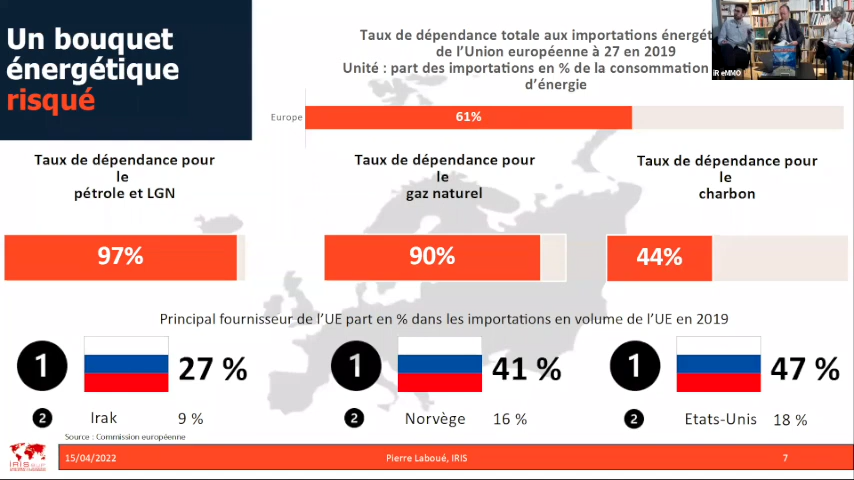 Un bouquet
énergétique
risqué
Taux de dépendance totale aux importations énergét
de l'Union européenne à 27 en 2019
Unité : part des importations en % de la consommation
d'énergie
Europe
61%
Taux de dépendance pour
le
pétrole et LGN
Taux de dépendance pour
le
gaz naturel
Taux de dépendance pour
le
charbon
97%
90%
44%
Principal fournisseur de l'UE part en % dans les importations en volume de l'UE en 2019
1 27 %
1 41 %
1 47 %
2 Irak 9 %
2 Norvège 16 %
2 Etats-Unis 18 %
Source : Commission européenne
IRIS
15/04/2022
Pierre Laboué, IRIS
7